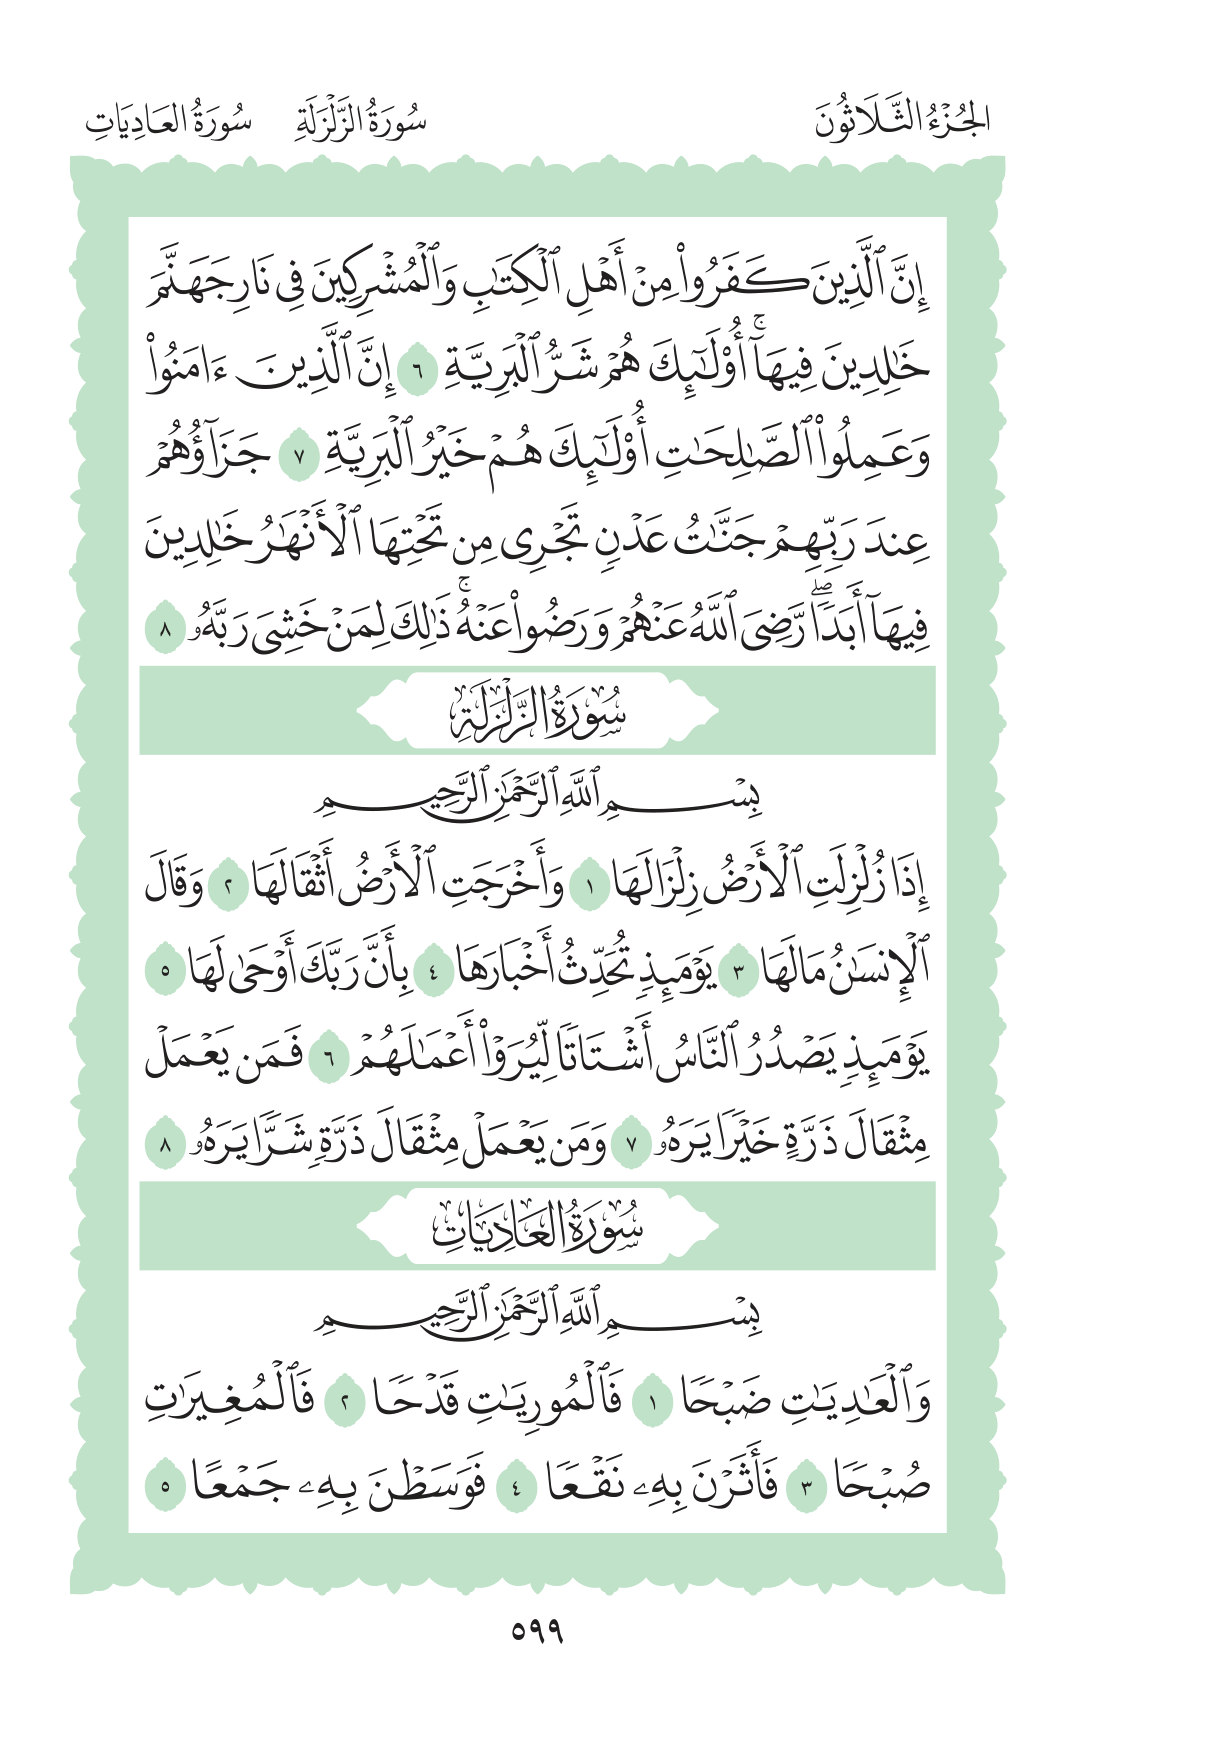 الجُزْءُ الثَّلَاثُونَ سُورَةُ الزَّلْزَلَةِ سُورَةُ العَادِيَاتِ
إِنَّ ٱلَّذِينَ كَفَرُوا۟ مِنْ أَهْلِ ٱلْكِتَٰبِ وَٱلْمُشْرِكِينَ فِى نَارِ جَهَنَّمَ
خَٰلِدِينَ فِيهَآ ۚ أُو۟لَٰٓئِكَ هُمْ شَرُّ ٱلْبَرِيَّةِ ٦ إِنَّ ٱلَّذِينَ ءَامَنُوا۟
وَعَمِلُوا۟ ٱلصَّٰلِحَٰتِ أُو۟لَٰٓئِكَ هُمْ خَيْرُ ٱلْبَرِيَّةِ ٧ جَزَآؤُهُمْ
عِندَ رَبِّهِمْ جَنَّٰتُ عَدْنٍ تَجْرِى مِن تَحْتِهَا ٱلْأَنْهَٰرُ خَٰلِدِينَ
فِيهَآ أَبَدًا ۖ رَّضِىَ ٱللَّهُ عَنْهُمْ وَرَضُوا۟ عَنْهُ ۚ ذَٰلِكَ لِمَنْ خَشِىَ رَبَّهُۥ ٨
سُورَةُ الزَّلْزَلَةِ
بِسْمِ ٱللَّهِ ٱلرَّحْمَٰنِ ٱلرَّحِيمِ
إِذَا زُلْزِلَتِ ٱلْأَرْضُ زِلْزَالَهَا ١ وَأَخْرَجَتِ ٱلْأَرْضُ أَثْقَالَهَا ٢ وَقَالَ
ٱلْإِنسَٰنُ مَا لَهَا ٣ يَوْمَئِذٍ تُحَدِّثُ أَخْبَارَهَا ٤ بِأَنَّ رَبَّكَ أَوْحَىٰ لَهَا ٥
يَوْمَئِذٍ يَصْدُرُ ٱلنَّاسُ أَشْتَاتًا لِّيُرَوْا۟ أَعْمَٰلَهُمْ ٦ فَمَن يَعْمَلْ
مِثْقَالَ ذَرَّةٍ خَيْرًا يَرَهُۥ ٧ وَمَن يَعْمَلْ مِثْقَالَ ذَرَّةٍ شَرًّا يَرَهُۥ ٨
سُورَةُ العَادِيَاتِ
بِسْمِ ٱللَّهِ ٱلرَّحْمَٰنِ ٱلرَّحِيمِ
وَٱلْعَٰدِيَٰتِ ضَبْحًا ١ فَٱلْمُورِيَٰتِ قَدْحًا ٢ فَٱلْمُغِيرَٰتِ
صُبْحًا ٣ فَأَثَرْنَ بِهِۦ نَقْعًا ٤ فَوَسَطْنَ بِهِۦ جَمْعًا ٥
٥٩٩